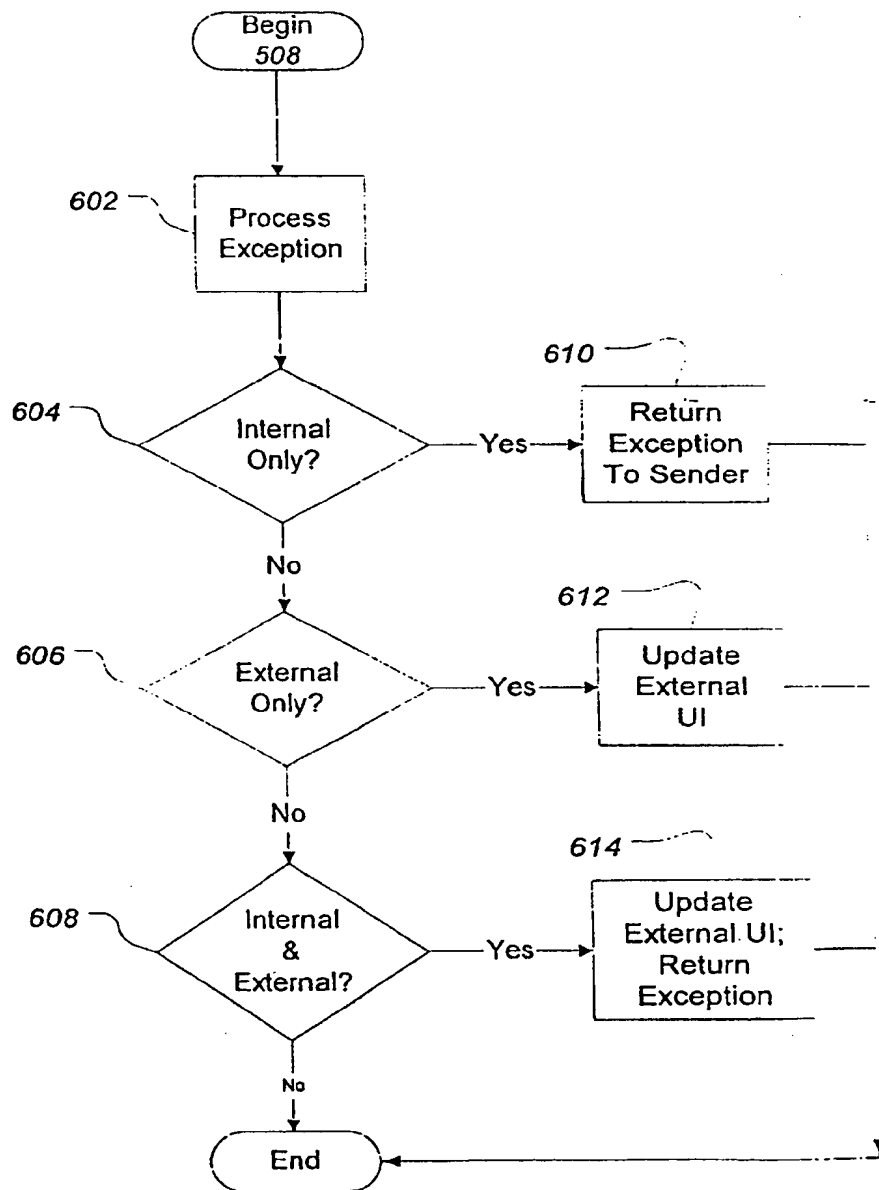 Begin
508
602
Process
Exception
604
Internal
Only?
Yes
610
Return
Exception
To Sender
No
606
External
Only?
Yes
612
Update
External
UI
No
608
Internal
&
External?
Yes
614
Update
External UI;
Return
Exception
No
End